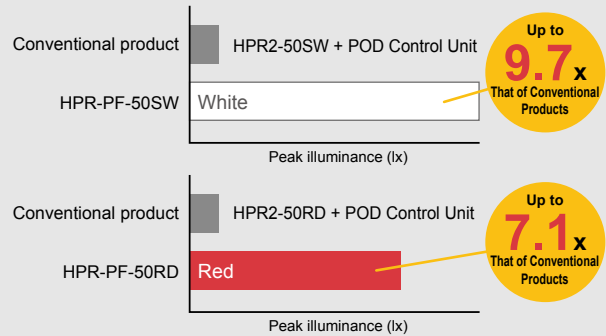 Conventional product
HPR2-50SW + POD Control Unit
Up to
9.7x
That of Conventional
Products
HPR-PF-50SW
White
Peak illuminance (lx)
Conventional product
HPR2-50RD + POD Control Unit
Up to
7.1x
That of Conventional
Products
HPR-PF-50RD
Red
Peak illuminance (lx)